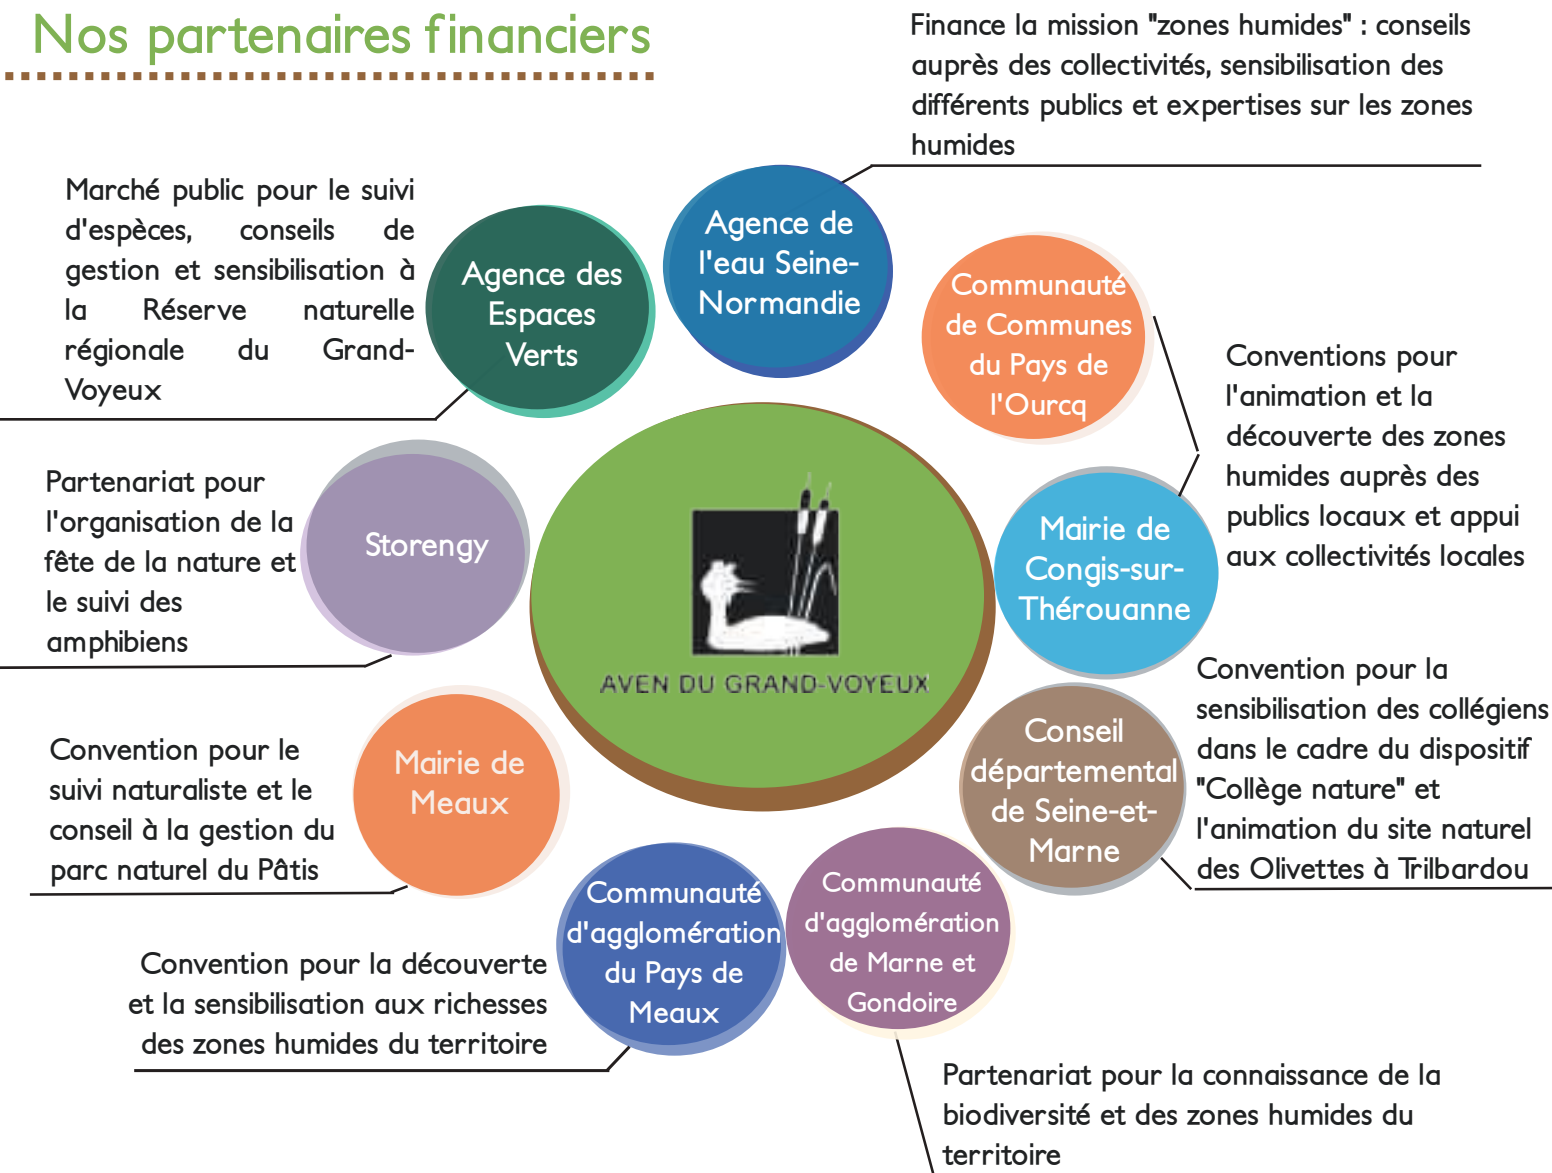 Nos partenaires financiers
Finance la mission "zones humides" : conseils
auprès des collectivités, sensibilisation des
différents publics et expertises sur les zones
humides
Marché public pour le suivi
d'espèces, conseils de
gestion et sensibilisation à
la Réserve naturelle
régionale du Grand-
Voyeux
Agence des
Espaces
Verts
Agence de
l'eau Seine-
Normandie
Communauté
de Communes
du Pays de
l'Ourcq
Conventions pour
l'animation et la
découverte des zones
humides auprès des
publics locaux et appui
aux collectivités locales
Partenariat pour
l'organisation de la
fête de la nature et
le suivi des
amphibiens
Storengy
AVEN DU GRAND-VOYEUX
Mairie de
Congis-sur-
Thérouanne
Convention pour la
sensibilisation des collégiens
dans le cadre du dispositif
"Collège nature" et
l'animation du site naturel
des Olivettes à Trilbardou
Conseil
départemental
de Seine-et-
Marne
Convention pour le
suivi naturaliste et le
conseil à la gestion du
parc naturel du Pâtis
Mairie de
Meaux
Communauté
d'agglomération
du Pays de
Meaux
Communauté
d'agglomération
de Marne et
Gondoire
Convention pour la découverte
et la sensibilisation aux richesses
des zones humides du territoire
Partenariat pour la connaissance de la
biodiversité et des zones humides du
territoire